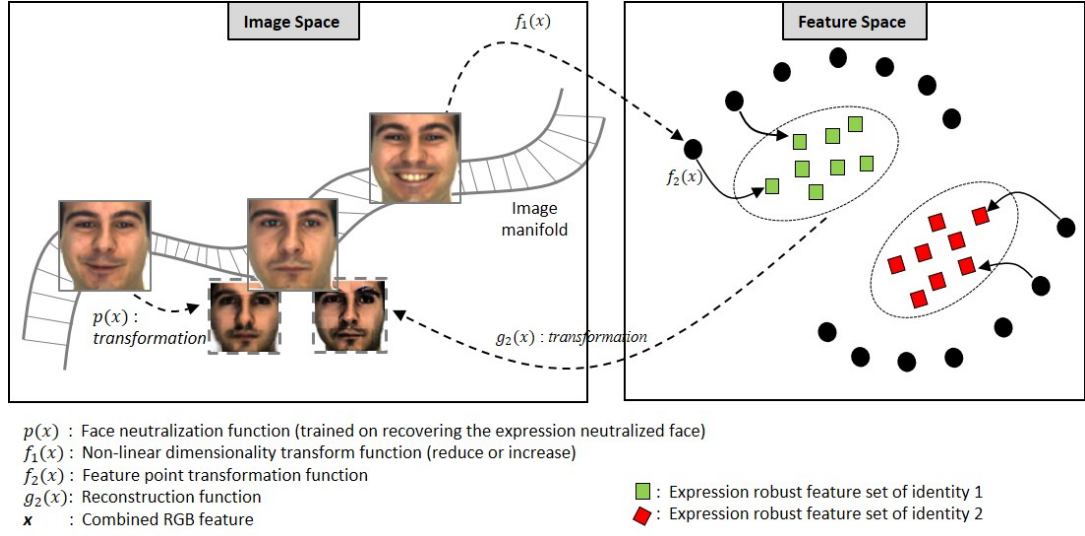 Image Space
Feature Space
f₁(x)
f₂(x)
Image
manifold
p(x) :
transformation
g₂(x) : transformation
p(x) : Face neutralization function (trained on recovering the expression neutralized face)
f₁(x) : Non-linear dimensionality transform function (reduce or increase)
f₂(x) : Feature point transformation function
g₂(x): Reconstruction function
x : Combined RGB feature
: Expression robust feature set of identity 1
: Expression robust feature set of identity 2